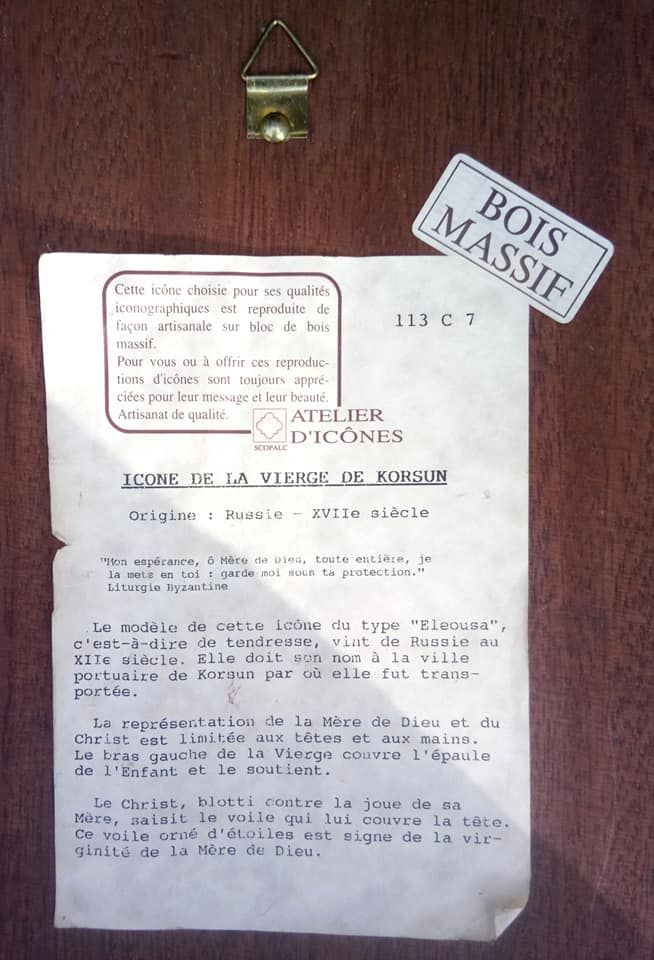 BOIS
MASSIF
Cette icône choisie pour ses qualités
iconographiques est reproduite de
façon artisanale sur bloc de bois
massif.
Pour vous ou à offrir ces reproduc-
tions d'icônes sont toujours appré-
ciées pour leur message et leur beauté.
Artisanat de qualité.
113 C 7
SCOPALC
ATELIER
D'ICÔNES
ICONE DE LA VIERGE DE KORSUN
Origine : Russie - XVIIe siècle
"Mon espérance, ô Mère de Dieu, toute entière, je
la mets en toi : garde-moi sous ta protection."
Liturgie Byzantine
Le modèle de cette icône du type "Eleousa",
c'est-à-dire de tendresse, vint de Russie au
XIIe siècle. Elle doit son nom à la ville
portuaire de Korsun par où elle fut trans-
portée.
La représentation de la Mère de Dieu et du
Christ est limitée aux têtes et aux mains.
Le bras gauche de la Vierge couvre l'épaule
de l'Enfant et le soutient.
Le Christ, blotti contre la joue de sa
Mère, saisit le voile qui lui couvre la tête.
Ce voile orné d'étoiles est signe de la vir-
ginité de la Mère de Dieu.